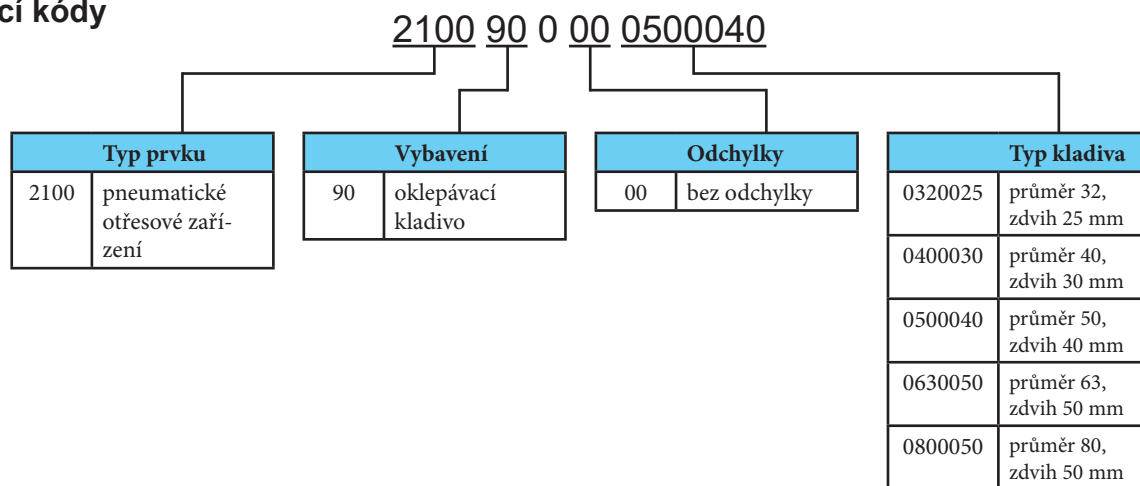 cí kódy
2100 90 0 00 0500040
Typ prvku
2100 pneumatické
otřesové zaří-
zení
Vybavení
90 oklepávací
kladivo
Odchylky
00 bez odchylky
Typ kladiva
0320025 průměr 32,
zdvih 25 mm
0400030 průměr 40,
zdvih 30 mm
0500040 průměr 50,
zdvih 40 mm
0630050 průměr 63,
zdvih 50 mm
0800050 průměr 80,
zdvih 50 mm